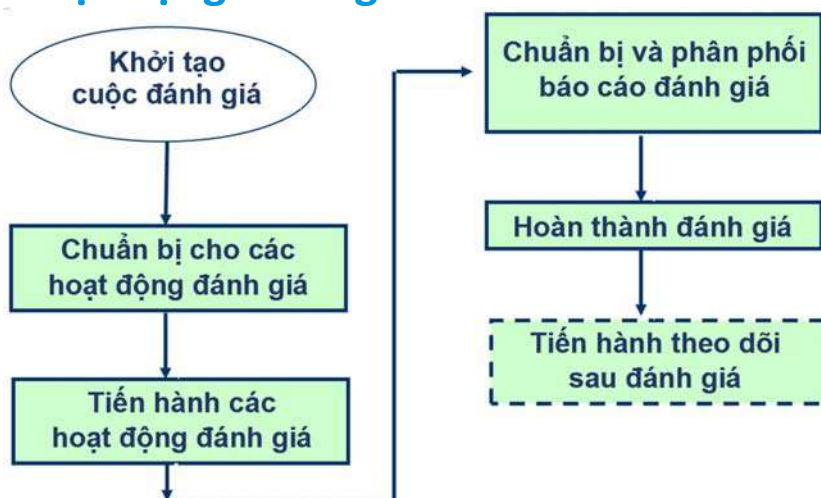 Khởi tạo
cuộc đánh giá
Chuẩn bị cho các
hoạt động đánh giá
Tiến hành các
hoạt động đánh giá
Chuẩn bị và phân phối
báo cáo đánh giá
Hoàn thành đánh giá
Tiến hành theo dõi
sau đánh giá